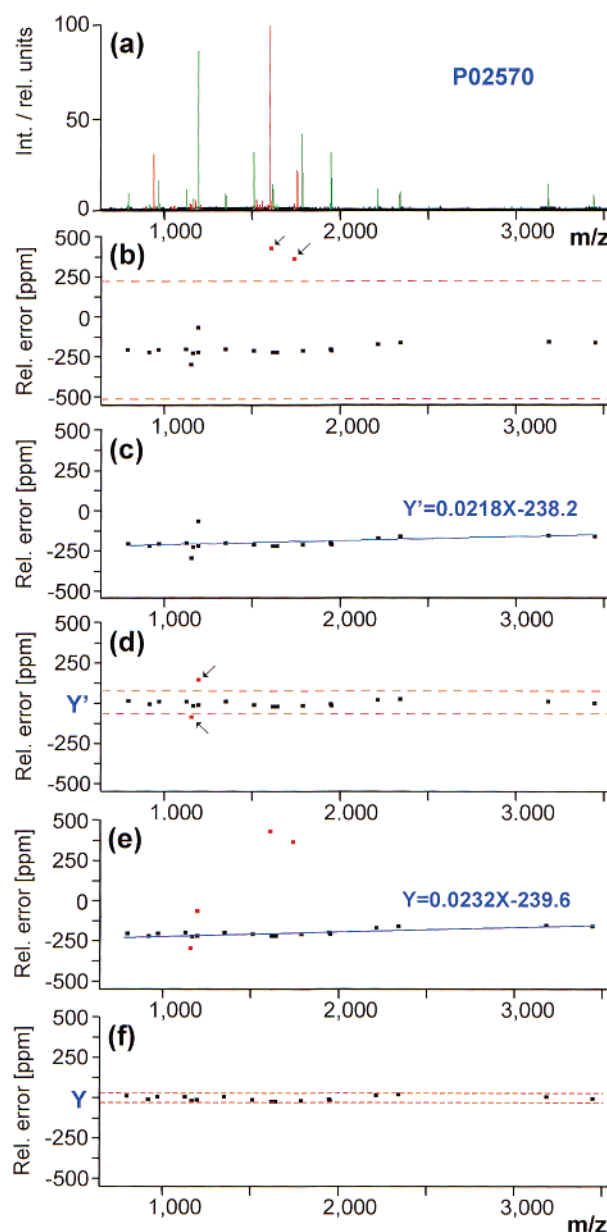 (a)
P02570
Int. / rel. units
100
50
0
1,000 2,000 3,000 m/z
(b)
Rel. error [ppm]
500
250
0
-250
-500
1,000 2,000 3,000
(c)
Rel. error [ppm]
500
250
0
-250
-500
Y'=0.0218X-238.2
1,000 2,000 3,000
(d)
Rel. error [ppm]
500
250
Y'
-250
-500
1,000 2,000 3,000
(e)
Rel. error [ppm]
500
250
0
-250
-500
Y=0.0232X-239.6
1,000 2,000 3,000
(f)
Rel. error [ppm]
500
250
Y
-250
-500
1,000 2,000 3,000
m/z